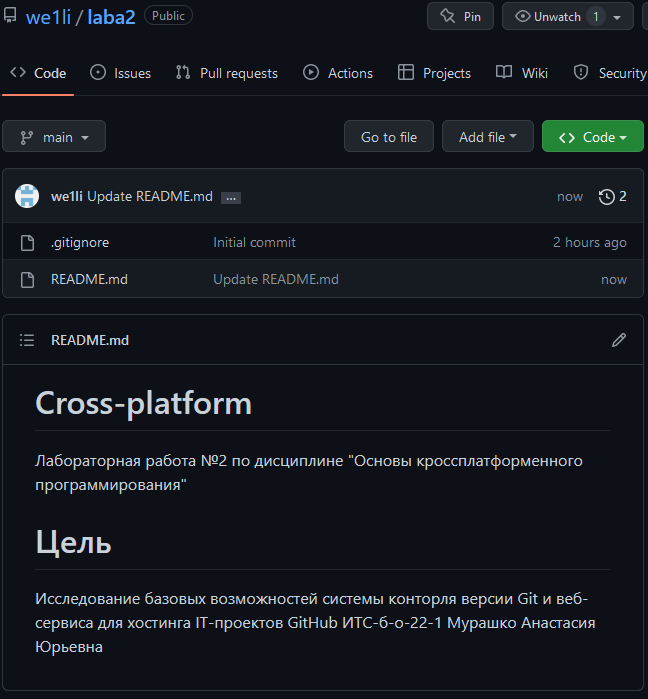 we1li / laba2 Public Pin Unwatch 1
Code Issues Pull requests Actions Projects Wiki Security
main Go to file Add file Code
we1li Update README.md ... now 2
.gitignore Initial commit 2 hours ago
README.md Update README.md now
README.md
Cross-platform
Лабораторная работа №2 по дисциплине "Основы кроссплатформенного
программирования"
Цель
Исследование базовых возможностей системы конторля версии Git и веб-
сервиса для хостинга IT-проектов GitHub ИТС-б-о-22-1 Мурашко Анастасия
Юрьевна